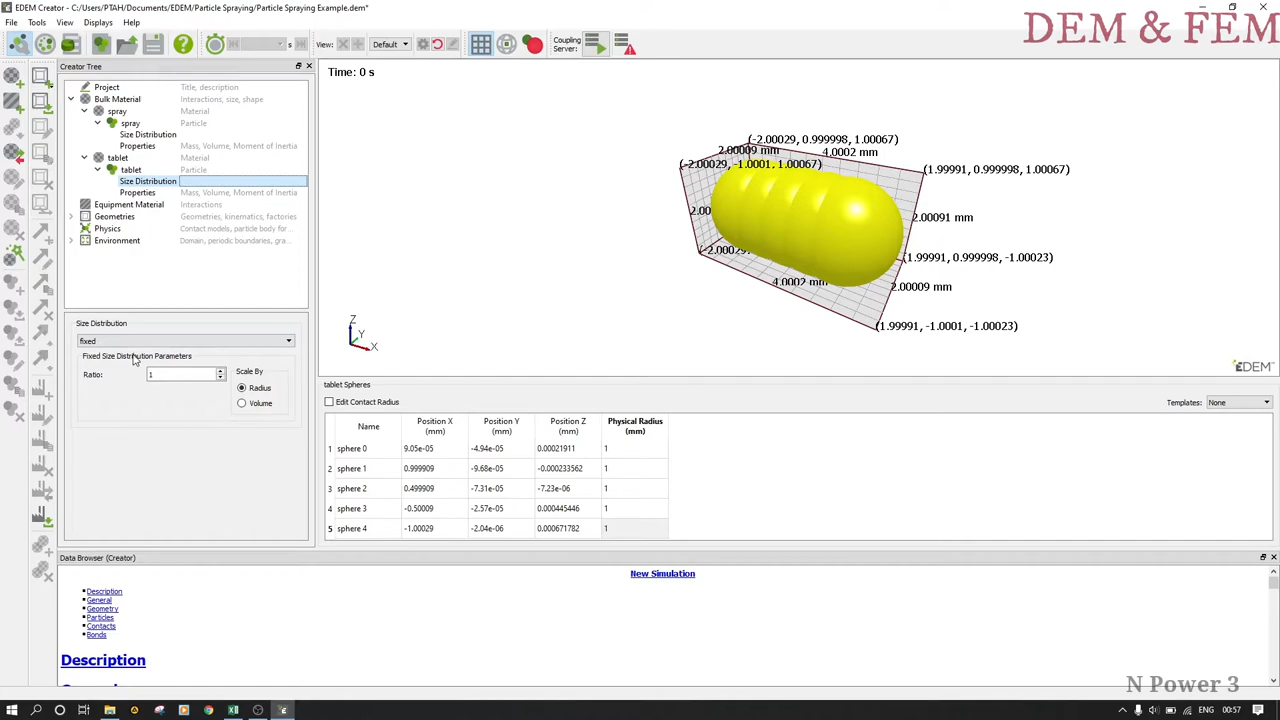 EDEM Creator - C:/Users/PTAH/Documents/EDEM/Particle Spraying/Particle Spraying Example.dem*
DEM & FEM
File Tools View Displays Help
s View: Default Coupling Server:
Creator Tree
Project Title, description
Bulk Material Interactions, size, shape
spray Material
spray Particle
Size Distribution
Properties Mass, Volume, Moment of Inertia
tablet Material
tablet Particle
Size Distribution
Properties Mass, Volume, Moment of Inertia
Equipment Material Interactions
Geometries Geometries, kinematics, factories
Physics Contact models, particle body for...
Environment Domain, periodic boundaries, gra...
Size Distribution
fixed
Fixed Size Distribution Parameters
Ratio: 1
Scale By
Radius
Volume
Time: 0 s
(-2.00029, 0.999998, 1.00067)
2.00009 mm
4.0002 mm
(-2.00029, -1.0001, 1.00067)
(1.99991, 0.999998, 1.00067)
2.00
2.00091 mm
(-2.00029,
(1.99991, 0.999998, -1.00023)
4.0002 mm
2.00009 mm
(1.99991, -1.0001, -1.00023)
Z
Y
X
EDEM
tablet Spheres
Edit Contact Radius
Templates: None
Name Position X (mm) Position Y (mm) Position Z (mm) Physical Radius (mm)
1 sphere 0 9.05e-05 -4.94e-05 0.00021911 1
2 sphere 1 0.999909 -9.68e-05 -0.000233562 1
3 sphere 2 0.499909 -7.31e-05 -7.23e-06 1
4 sphere 3 -0.50009 -2.57e-05 0.000445446 1
5 sphere 4 -1.00029 -2.04e-06 0.000671782 1
Data Browser (Creator)
New Simulation
Description
General
Geometry
Particles
Contacts
Bonds
Description
N Power 3
ENG 00:57